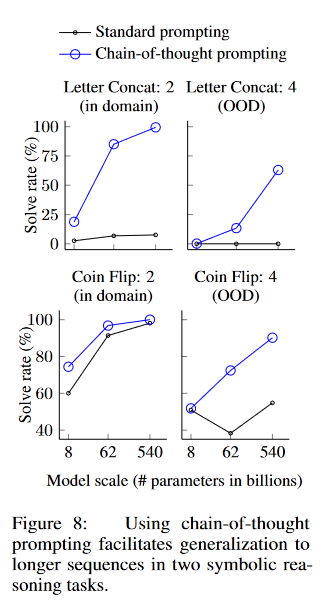 Standard prompting
Chain-of-thought prompting
Letter Concat: 2
(in domain)
Letter Concat: 4
(OOD)
Solve rate (%)
100
75
50
25
0
Coin Flip: 2
(in domain)
Coin Flip: 4
(OOD)
Solve rate (%)
100
80
60
40
8 62 540
8 62 540
Model scale (# parameters in billions)
Figure 8: Using chain-of-thought
prompting facilitates generalization to
longer sequences in two symbolic rea-
soning tasks.